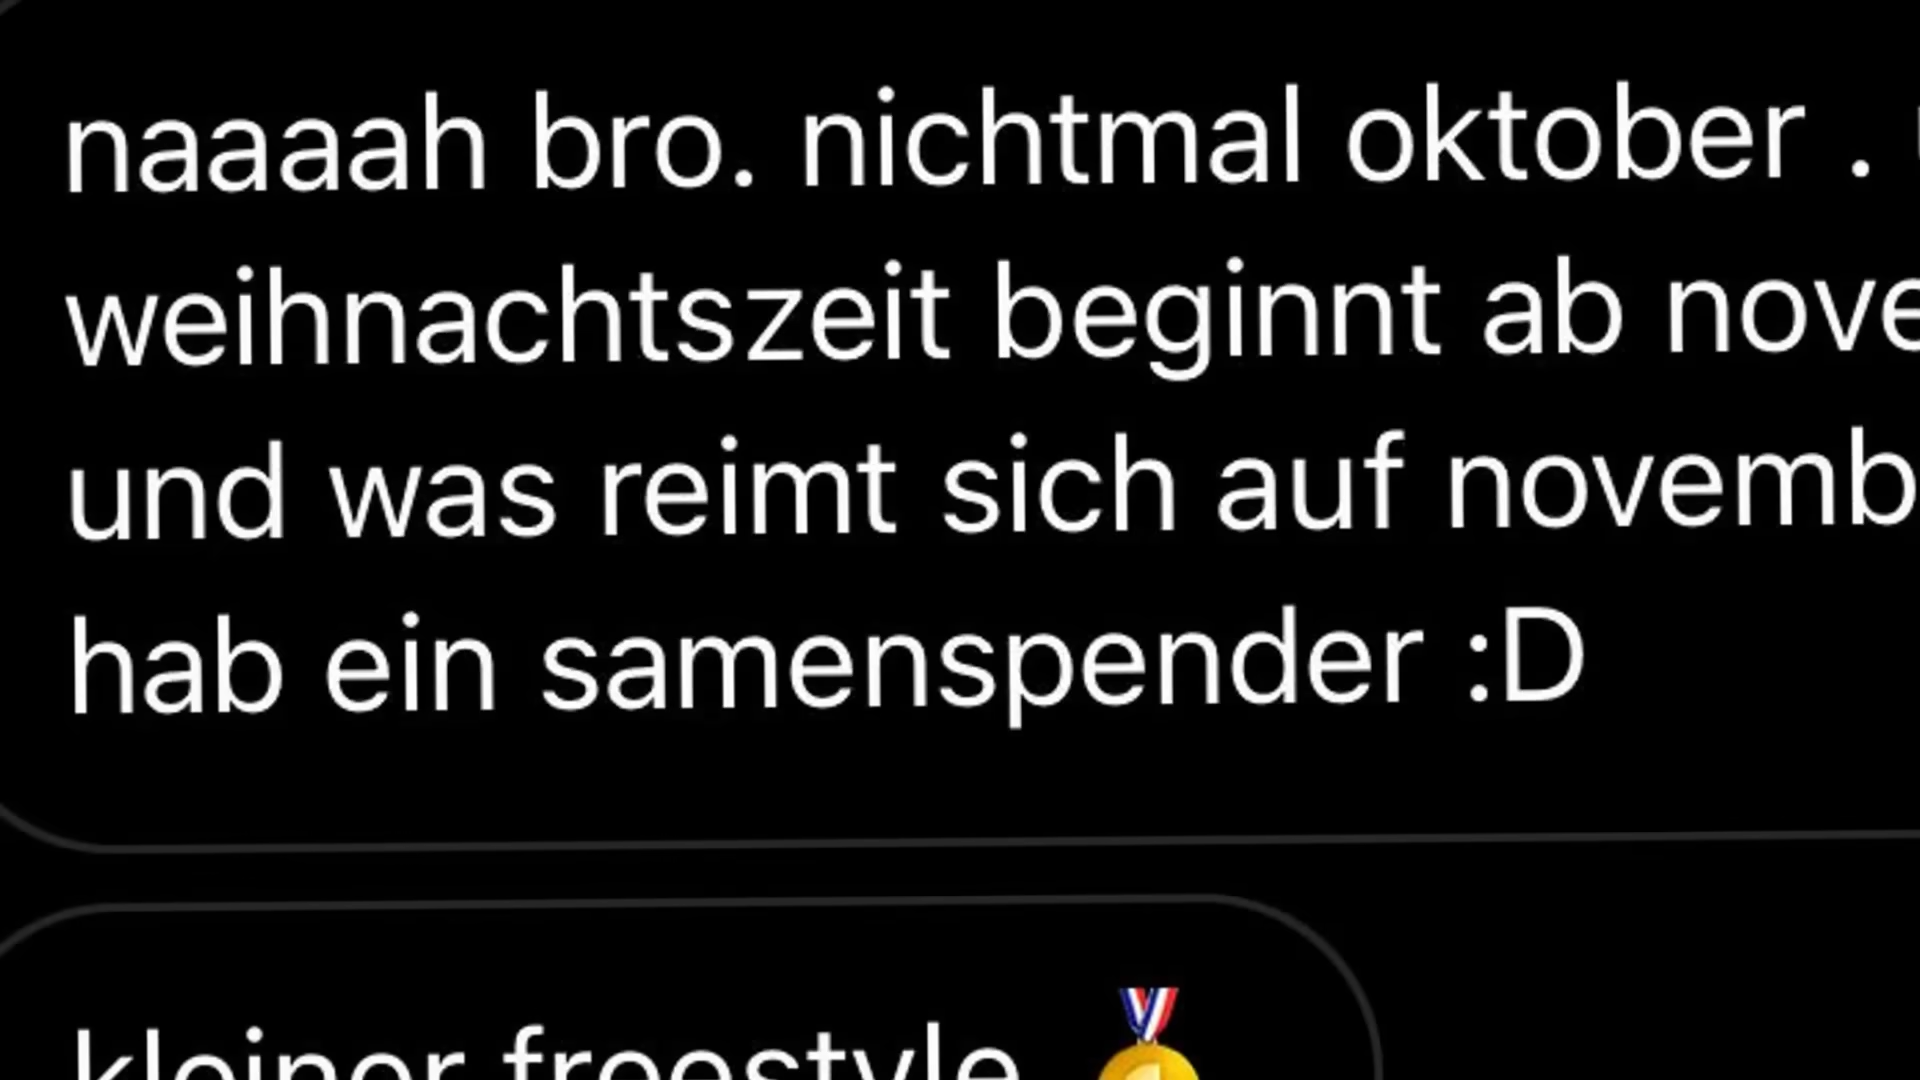 naaaah bro. nichtmal oktober .
weihnachtszeit beginnt ab nove
und was reimt sich auf novemb
hab ein samenspender :D
kleiner freestyle 🏅